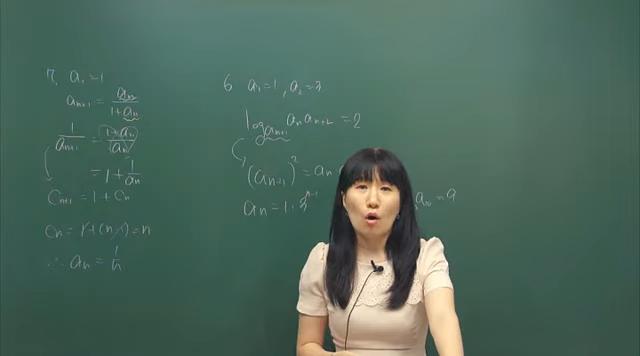 7. a₁ = 1
aₙ₊₁ = aₙ / (1+aₙ)
1/aₙ₊₁ = (1+aₙ)/aₙ
= 1 + 1/aₙ
Cₙ₊₁ = 1 + Cₙ
Cₙ = 1 + (n-1) = n
∴ aₙ = 1/n
6 a₁ = 1, a₂ = 3
log_{aₙ₊₁} aₙ aₙ₊₂ = 2
(aₙ₊₁)² = aₙ
aₙ = 1 · 3ⁿ⁻¹